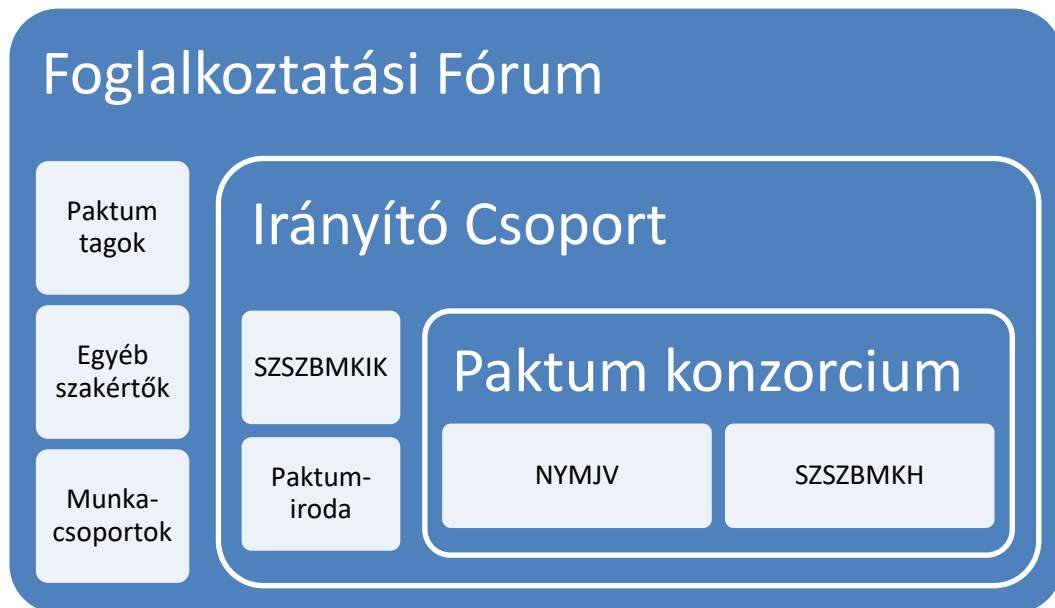 Foglalkoztatási Fórum
Paktum
tagok
Egyéb
szakértők
Munka-
csoportok
Irányító Csoport
SZSZBMKIK
Paktum-
iroda
Paktum konzorcium
NYMJV
SZSZBMKH